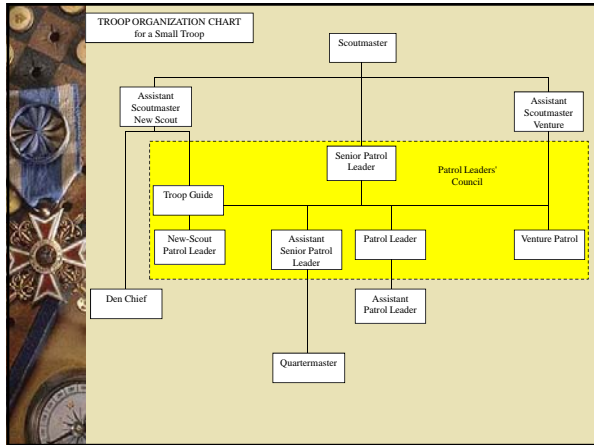 TROOP ORGANIZATION CHART
for a Small Troop
Scoutmaster
Assistant
Scoutmaster
New Scout
Assistant
Scoutmaster
Venture
Senior Patrol
Leader
Patrol Leaders'
Council
Troop Guide
New-Scout
Patrol Leader
Assistant
Senior Patrol
Leader
Patrol Leader
Venture Patrol
Den Chief
Assistant
Patrol Leader
Quartermaster